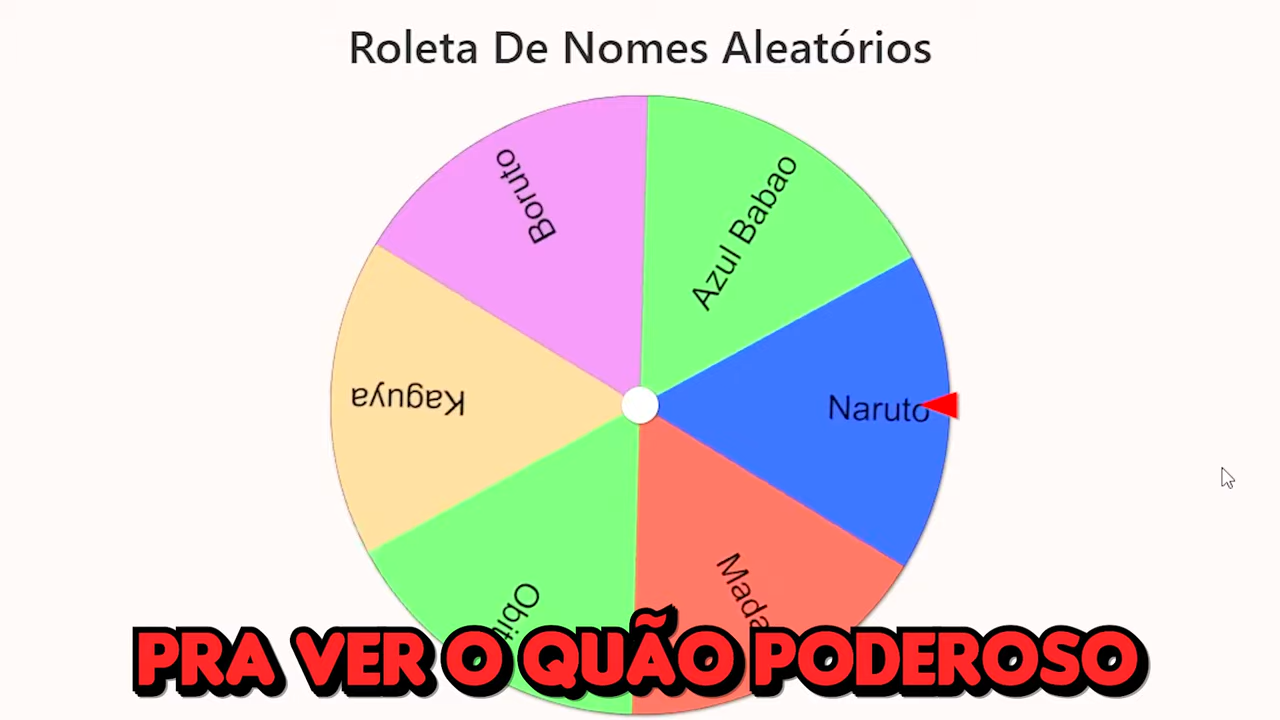 Roleta De Nomes Aleatórios
Boruto
Azul Babao
Kaguya
Naruto
PRA VER O QUÃO PODEROSO